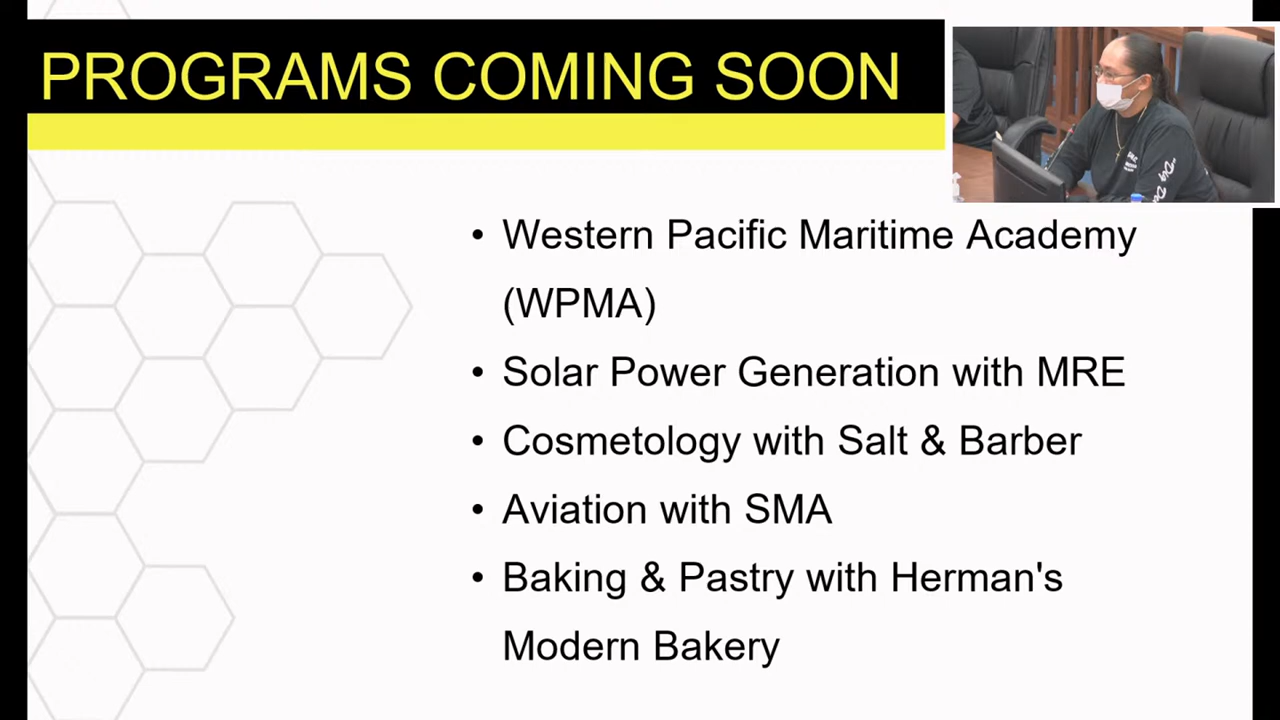 PROGRAMS COMING SOON
• Western Pacific Maritime Academy
(WPMA)
• Solar Power Generation with MRE
• Cosmetology with Salt & Barber
• Aviation with SMA
• Baking & Pastry with Herman's
Modern Bakery